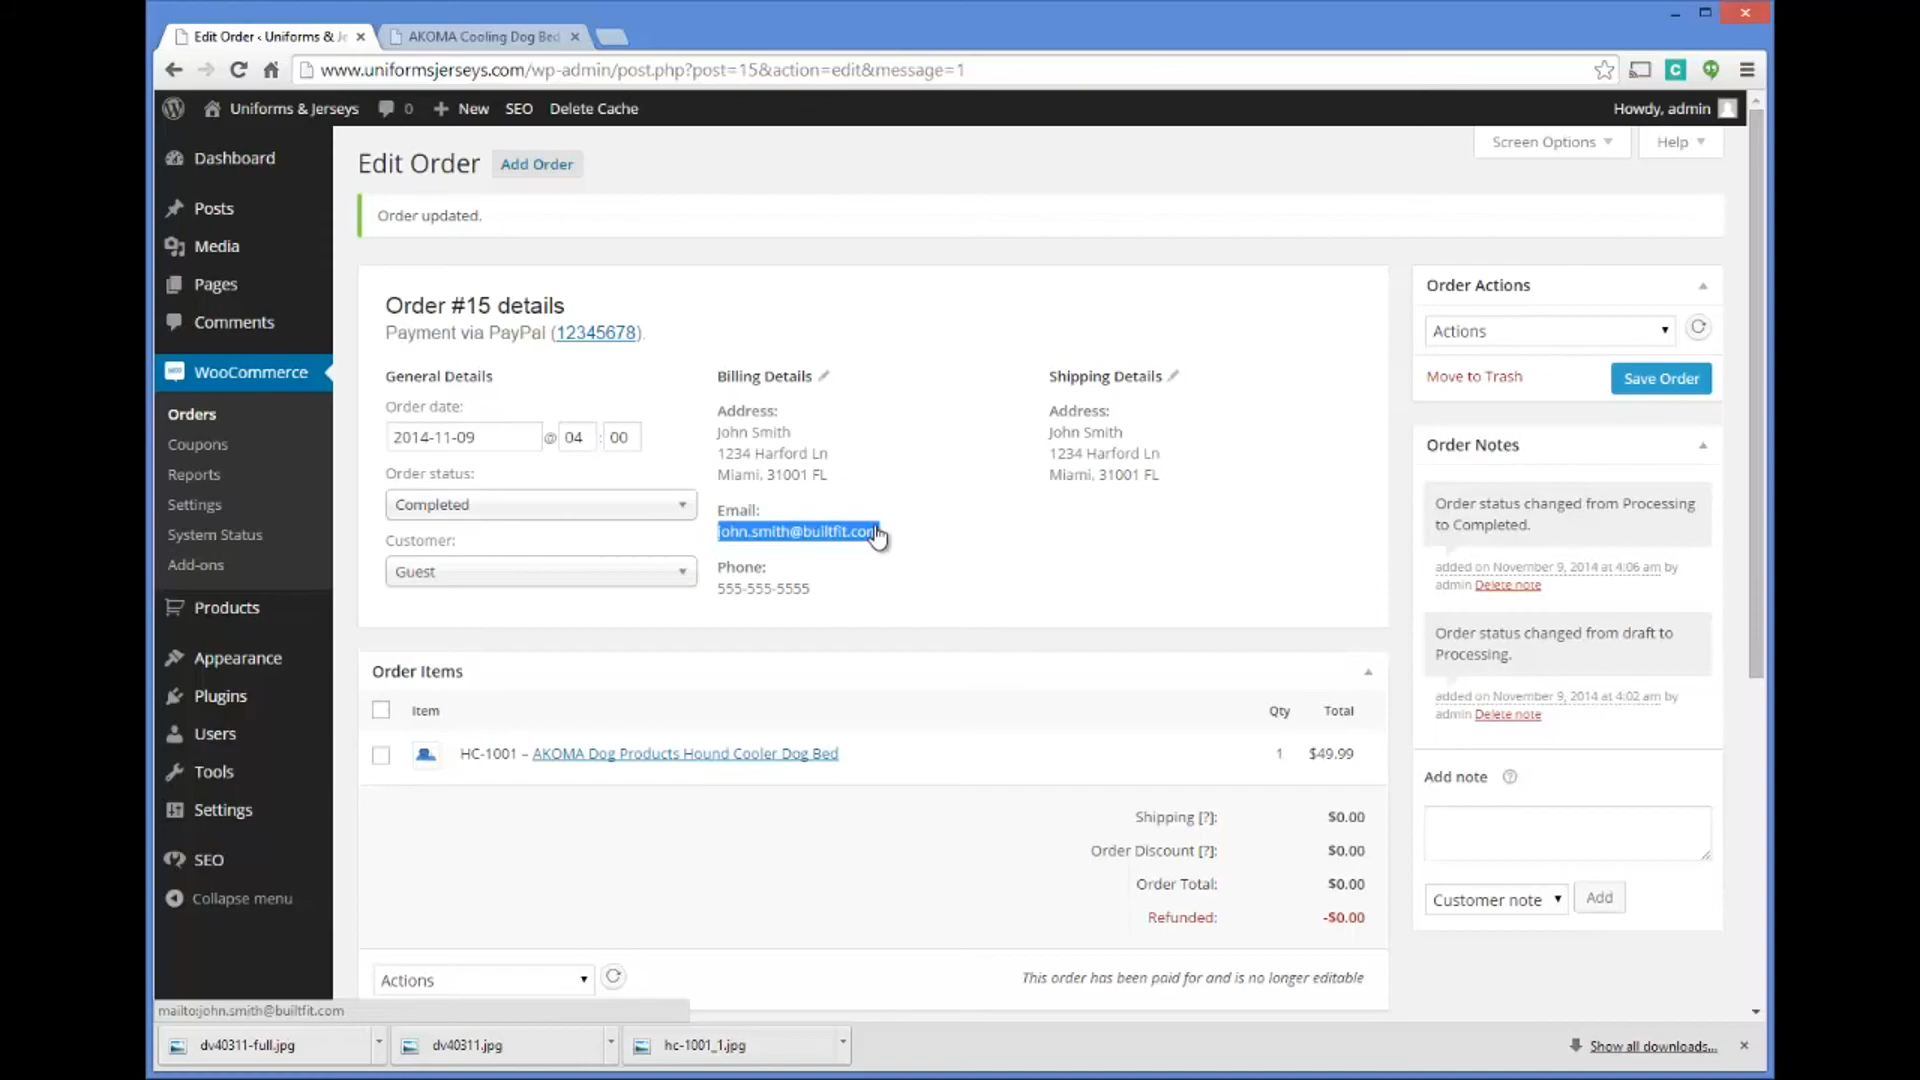 Edit Order ‹ Uniforms & Je
AKOMA Cooling Dog Bed
www.uniformsjerseys.com/wp-admin/post.php?post=15&action=edit&message=1
Uniforms & Jerseys 0 New SEO Delete Cache Howdy, admin
Screen Options Help
Dashboard
Posts
Media
Pages
Comments
WooCommerce
Orders
Coupons
Reports
Settings
System Status
Add-ons
Products
Appearance
Plugins
Users
Tools
Settings
SEO
Collapse menu
Edit Order Add Order
Order updated.
Order #15 details
Payment via PayPal (12345678).
General Details
Order date:
2014-11-09 @ 04 : 00
Order status:
Completed
Customer:
Guest
Billing Details
Address:
John Smith
1234 Harford Ln
Miami, 31001 FL
Email:
john.smith@builtfit.com
Phone:
555-555-5555
Shipping Details
Address:
John Smith
1234 Harford Ln
Miami, 31001 FL
Order Items
Item Qty Total
HC-1001 – AKOMA Dog Products Hound Cooler Dog Bed 1 $49.99
Shipping [?]: $0.00
Order Discount [?]: $0.00
Order Total: $0.00
Refunded: -$0.00
Actions
This order has been paid for and is no longer editable
Order Actions
Actions
Move to Trash Save Order
Order Notes
Order status changed from Processing
to Completed.
added on November 9, 2014 at 4:06 am by
admin Delete note
Order status changed from draft to
Processing.
added on November 9, 2014 at 4:02 am by
admin Delete note
Add note
Customer note Add
mailto:john.smith@builtfit.com
dv40311-full.jpg
dv40311.jpg
hc-1001_1.jpg
Show all downloads...